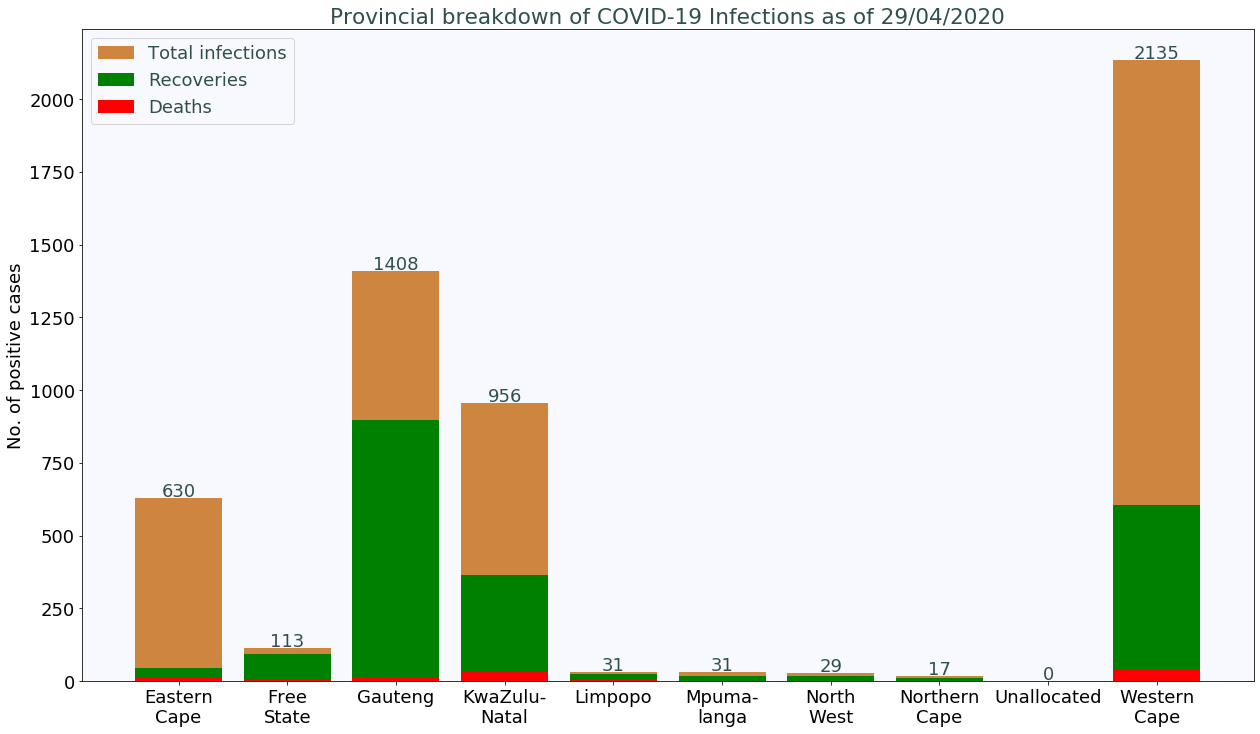 Provincial breakdown of COVID-19 Infections as of 29/04/2020
Total infections
Recoveries
Deaths
No. of positive cases
2000
1750
1500
1250
1000
750
500
250
0
630
113
1408
956
31
31
29
17
0
2135
Eastern
Cape
Free
State
Gauteng
KwaZulu-
Natal
Limpopo
Mpuma-
langa
North
West
Northern
Cape
Unallocated
Western
Cape